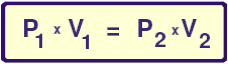 P₁ x V₁ = P₂ x V₂